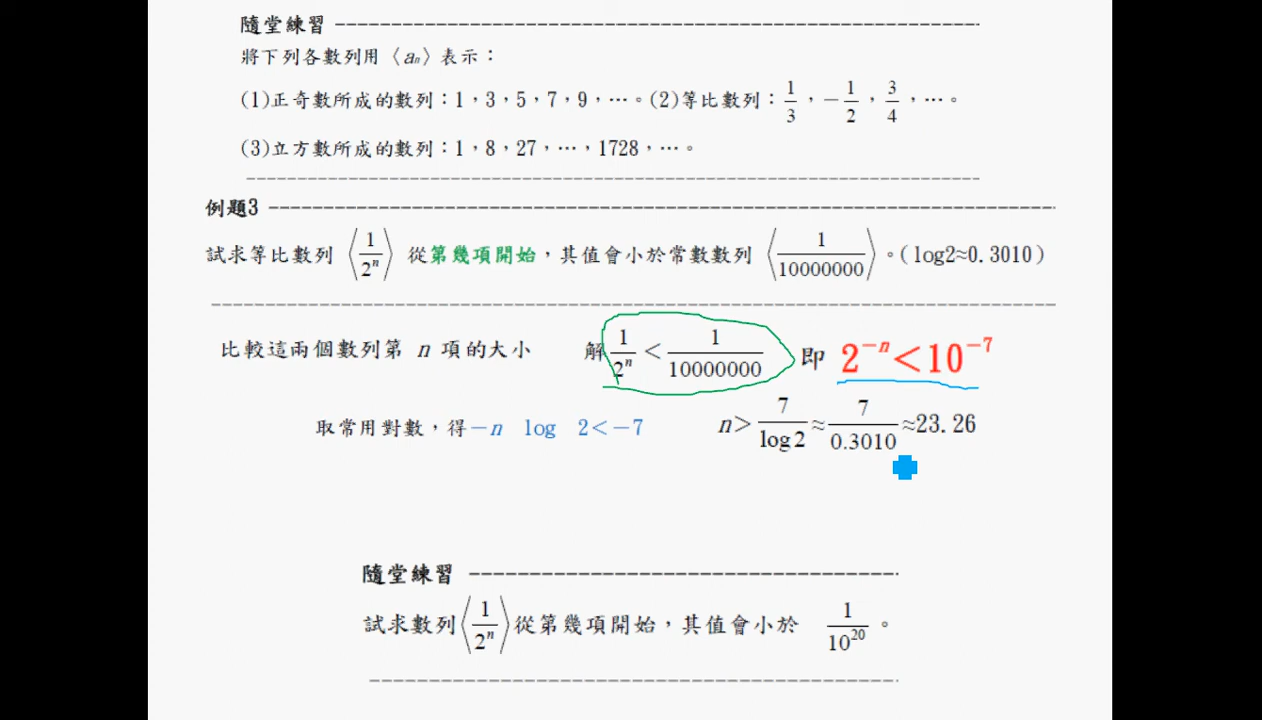 隨堂練習
將下列各數列用〈aₙ〉表示：
(1)正奇數所成的數列：1，3，5，7，9，⋯。(2)等比數列：1/3，−1/2，3/4，⋯。
(3)立方數所成的數列：1，8，27，⋯，1728，⋯。
例題3
試求等比數列〈1/2ⁿ〉從第幾項開始，其值會小於常數數列〈1/10000000〉。(log2≈0.3010)
比較這兩個數列第 n 項的大小 解 1/2ⁿ < 1/10000000 即 2⁻ⁿ<10⁻⁷
取常用對數，得−n log 2<−7 n> 7/log2 ≈ 7/0.3010 ≈23.26
隨堂練習
試求數列〈1/2ⁿ〉從第幾項開始，其值會小於 1/10²⁰。